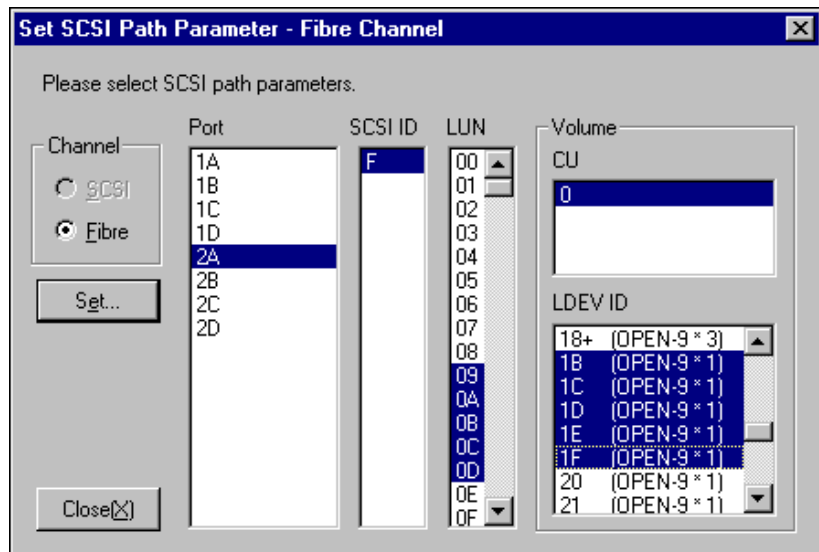 Set SCSI Path Parameter - Fibre Channel
Please select SCSI path parameters.
Channel
SCSI
Fibre
Set...
Close(X)
Port
1A
1B
1C
1D
2A
2B
2C
2D
SCSI ID
F
LUN
00
01
02
03
04
05
06
07
08
09
0A
0B
0C
0D
0E
0F
Volume
CU
0
LDEV ID
18+ (OPEN-9 * 3)
1B (OPEN-9 * 1)
1C (OPEN-9 * 1)
1D (OPEN-9 * 1)
1E (OPEN-9 * 1)
1F (OPEN-9 * 1)
20 (OPEN-9 * 1)
21 (OPEN-9 * 1)